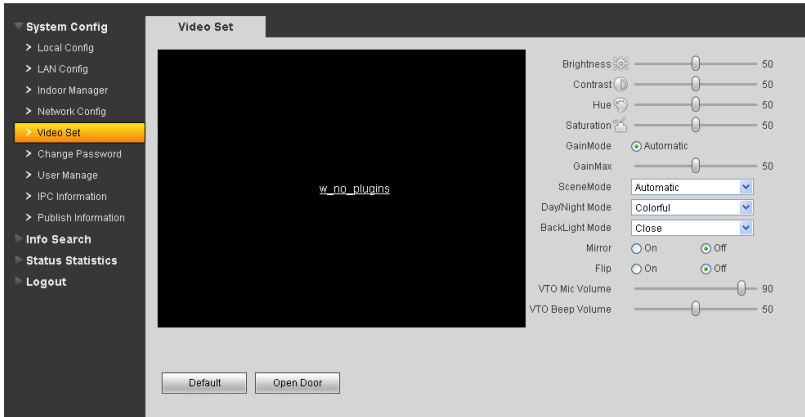 System Config
> Local Config
> LAN Config
> Indoor Manager
> Network Config
> Video Set
> Change Password
> User Manage
> IPC Information
> Publish Information
Info Search
Status Statistics
Logout
Video Set
w_no_plugins
Brightness 50
Contrast 50
Hue 50
Saturation 50
GainMode Automatic
GainMax 50
SceneMode Automatic
Day/Night Mode Colorful
BackLight Mode Close
Mirror On Off
Flip On Off
VTO Mic Volume 90
VTO Beep Volume 50
Default Open Door